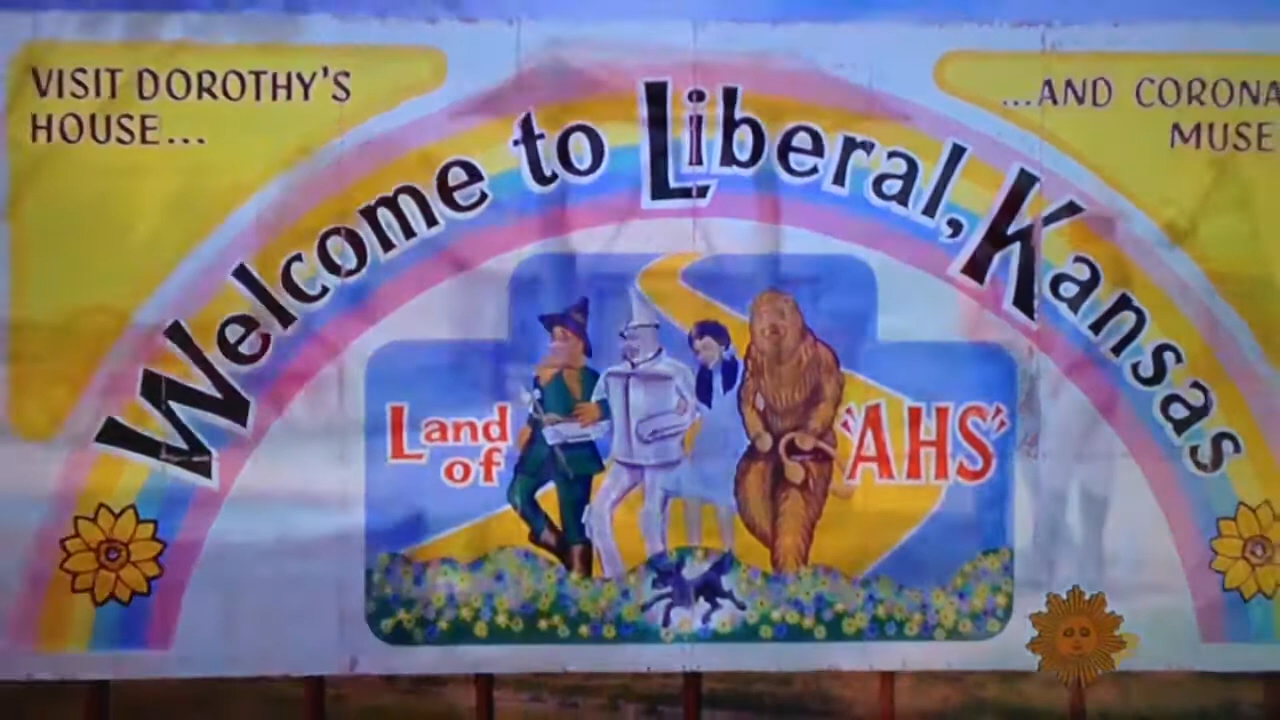 VISIT DOROTHY'S
HOUSE...
...AND CORONA
MUSE
Welcome to Liberal, Kansas
Land
of
"AHS"